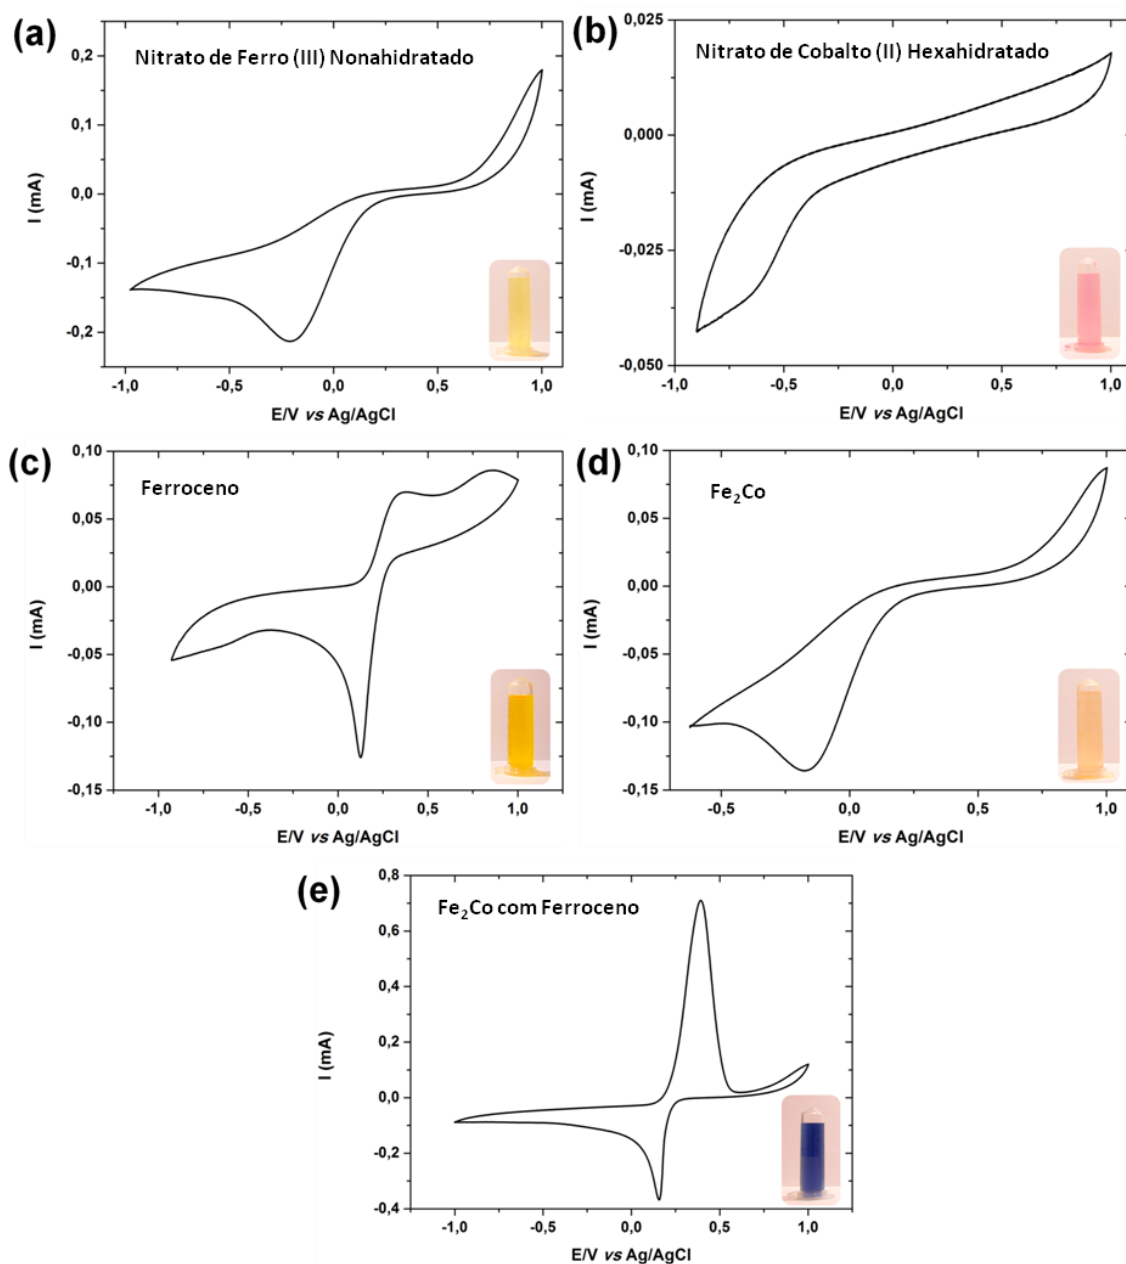 (a)
Nitrato de Ferro (III) Nonahidratado
0,2
0,1
0,0
-0,1
-0,2
I (mA)
-1,0 -0,5 0,0 0,5 1,0
E/V vs Ag/AgCl
(b)
Nitrato de Cobalto (II) Hexahidratado
0,025
0,000
-0,025
-0,050
I (mA)
-0,5 0,0 0,5 1,0
E/V vs Ag/AgCl
(c)
Ferroceno
0,10
0,05
0,00
-0,05
-0,10
-0,15
I (mA)
-1,0 -0,5 0,0 0,5 1,0
E/V vs Ag/AgCl
(d)
Fe₂Co
0,10
0,05
0,00
-0,05
-0,10
-0,15
I (mA)
-0,5 0,0 0,5 1,0
E/V vs Ag/AgCl
(e)
Fe₂Co com Ferroceno
0,8
0,6
0,4
0,2
0,0
-0,2
-0,4
I (mA)
-1,0 -0,5 0,0 0,5 1,0
E/V vs Ag/AgCl